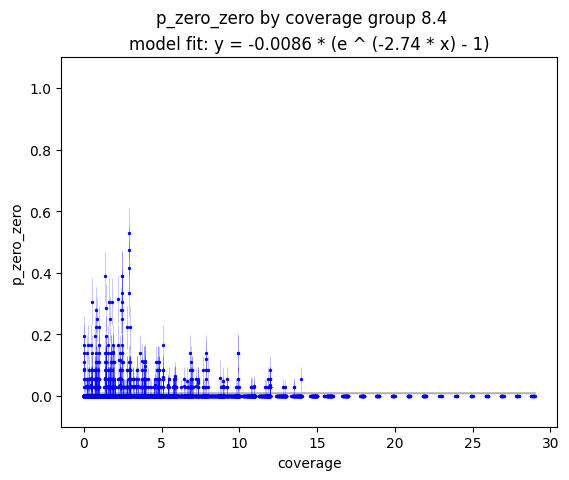 p_zero_zero by coverage group 8.4
model fit: y = -0.0086 * (e ^ (-2.74 * x) - 1)
1.0
0.8
0.6
0.4
0.2
0.0
p_zero_zero
0 5 10 15 20 25 30
coverage